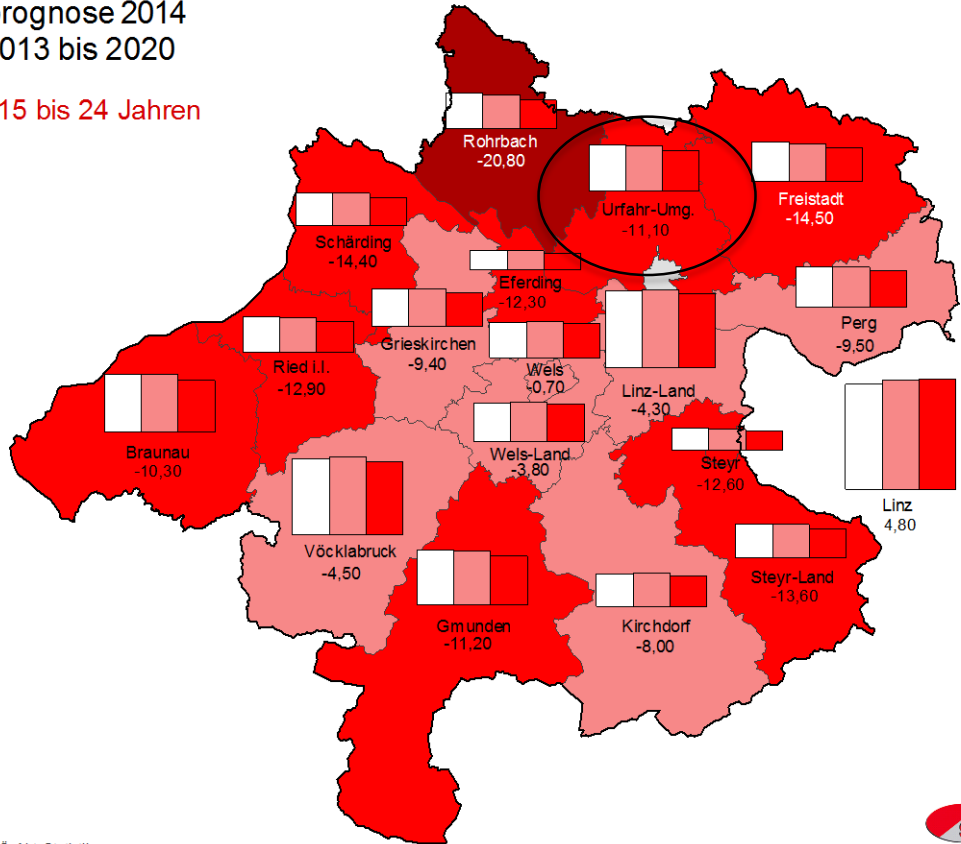 rognose 2014
013 bis 2020
15 bis 24 Jahren
Rohrbach
-20,80
Urfahr-Umg.
-11,10
Freistadt
-14,50
Schärding
-14,40
Eferding
-12,30
Perg
-9,50
Grieskirchen
-9,40
Ried i.I.
-12,90
Wels
-0,70
Linz-Land
-4,30
Braunau
-10,30
Wels-Land
-3,80
Steyr
-12,60
Linz
4,80
Vöcklabruck
-4,50
Steyr-Land
-13,60
Gmunden
-11,20
Kirchdorf
-8,00